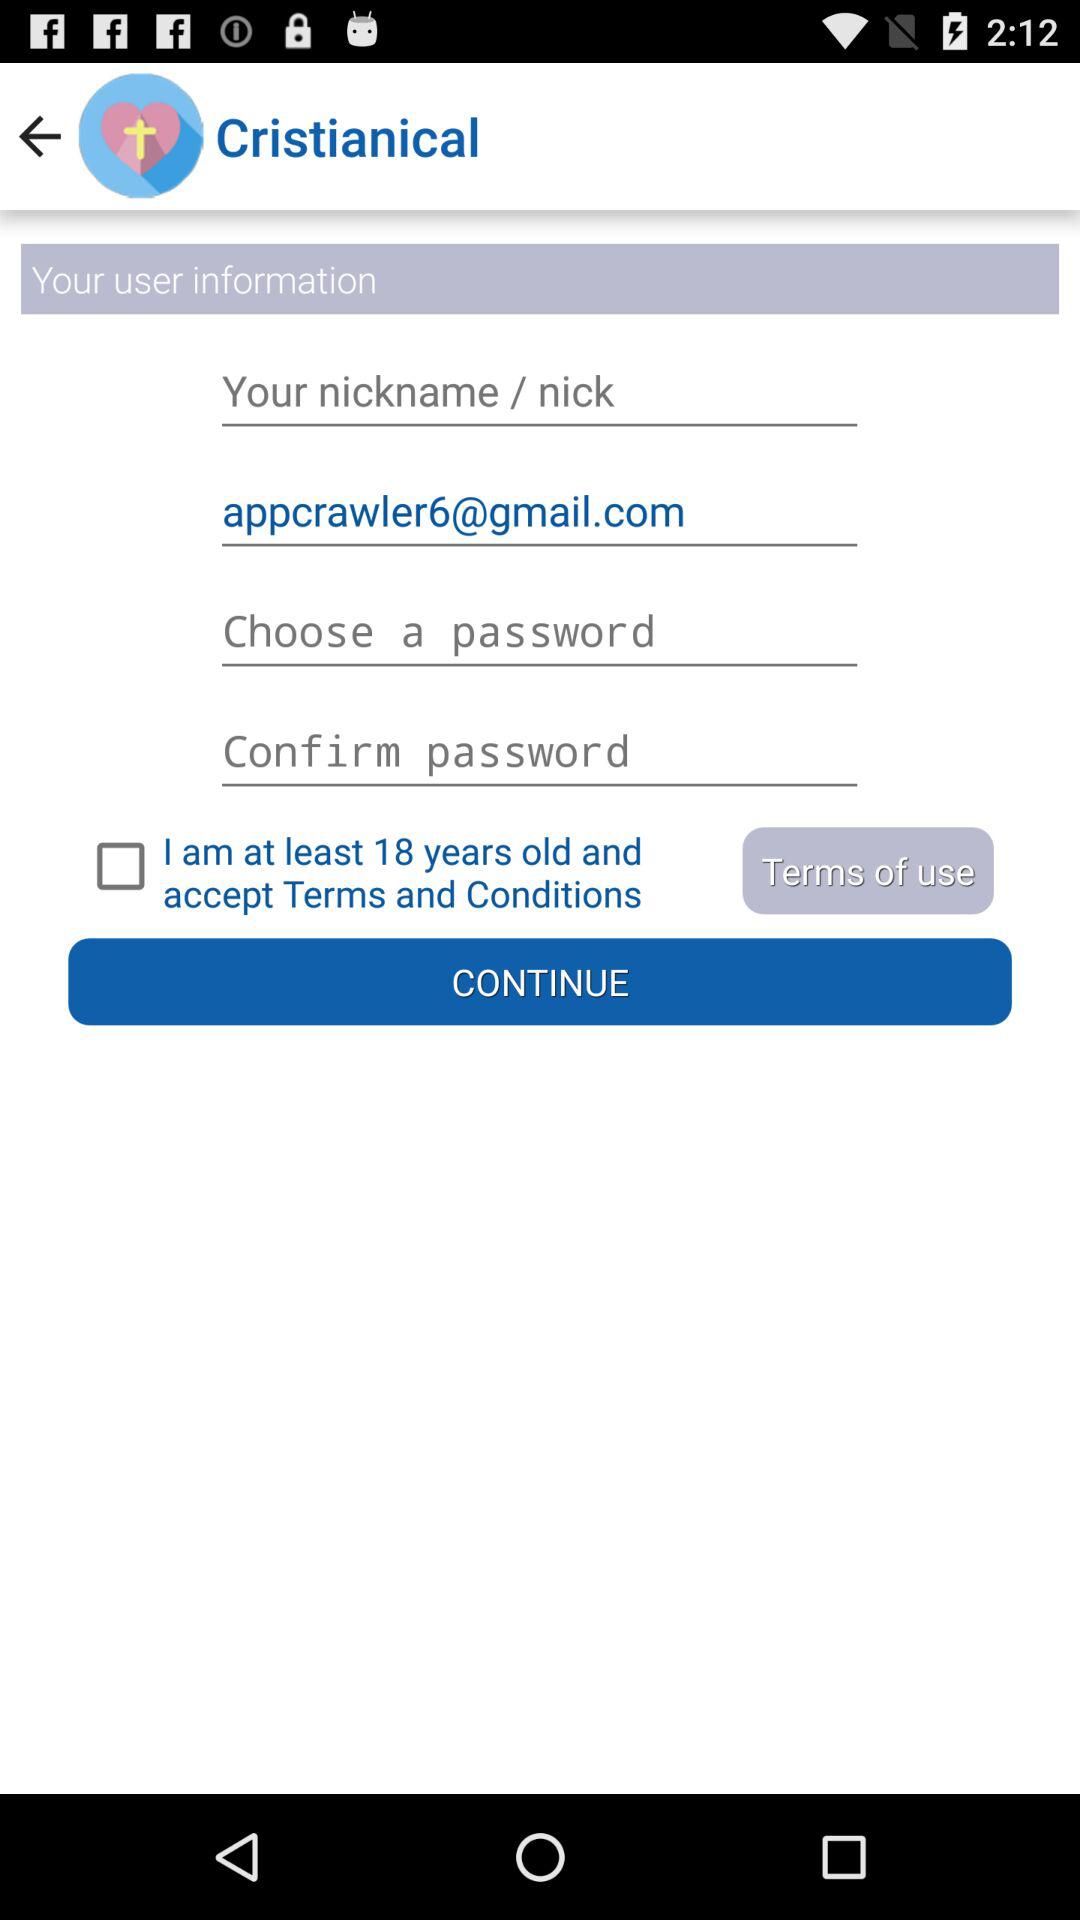 2:12
Cristianical
Your user information
Your nickname / nick
appcrawler6@gmail.com
Choose a password
Confirm password
I am at least 18 years old and
accept Terms and Conditions
Terms of use
CONTINUE